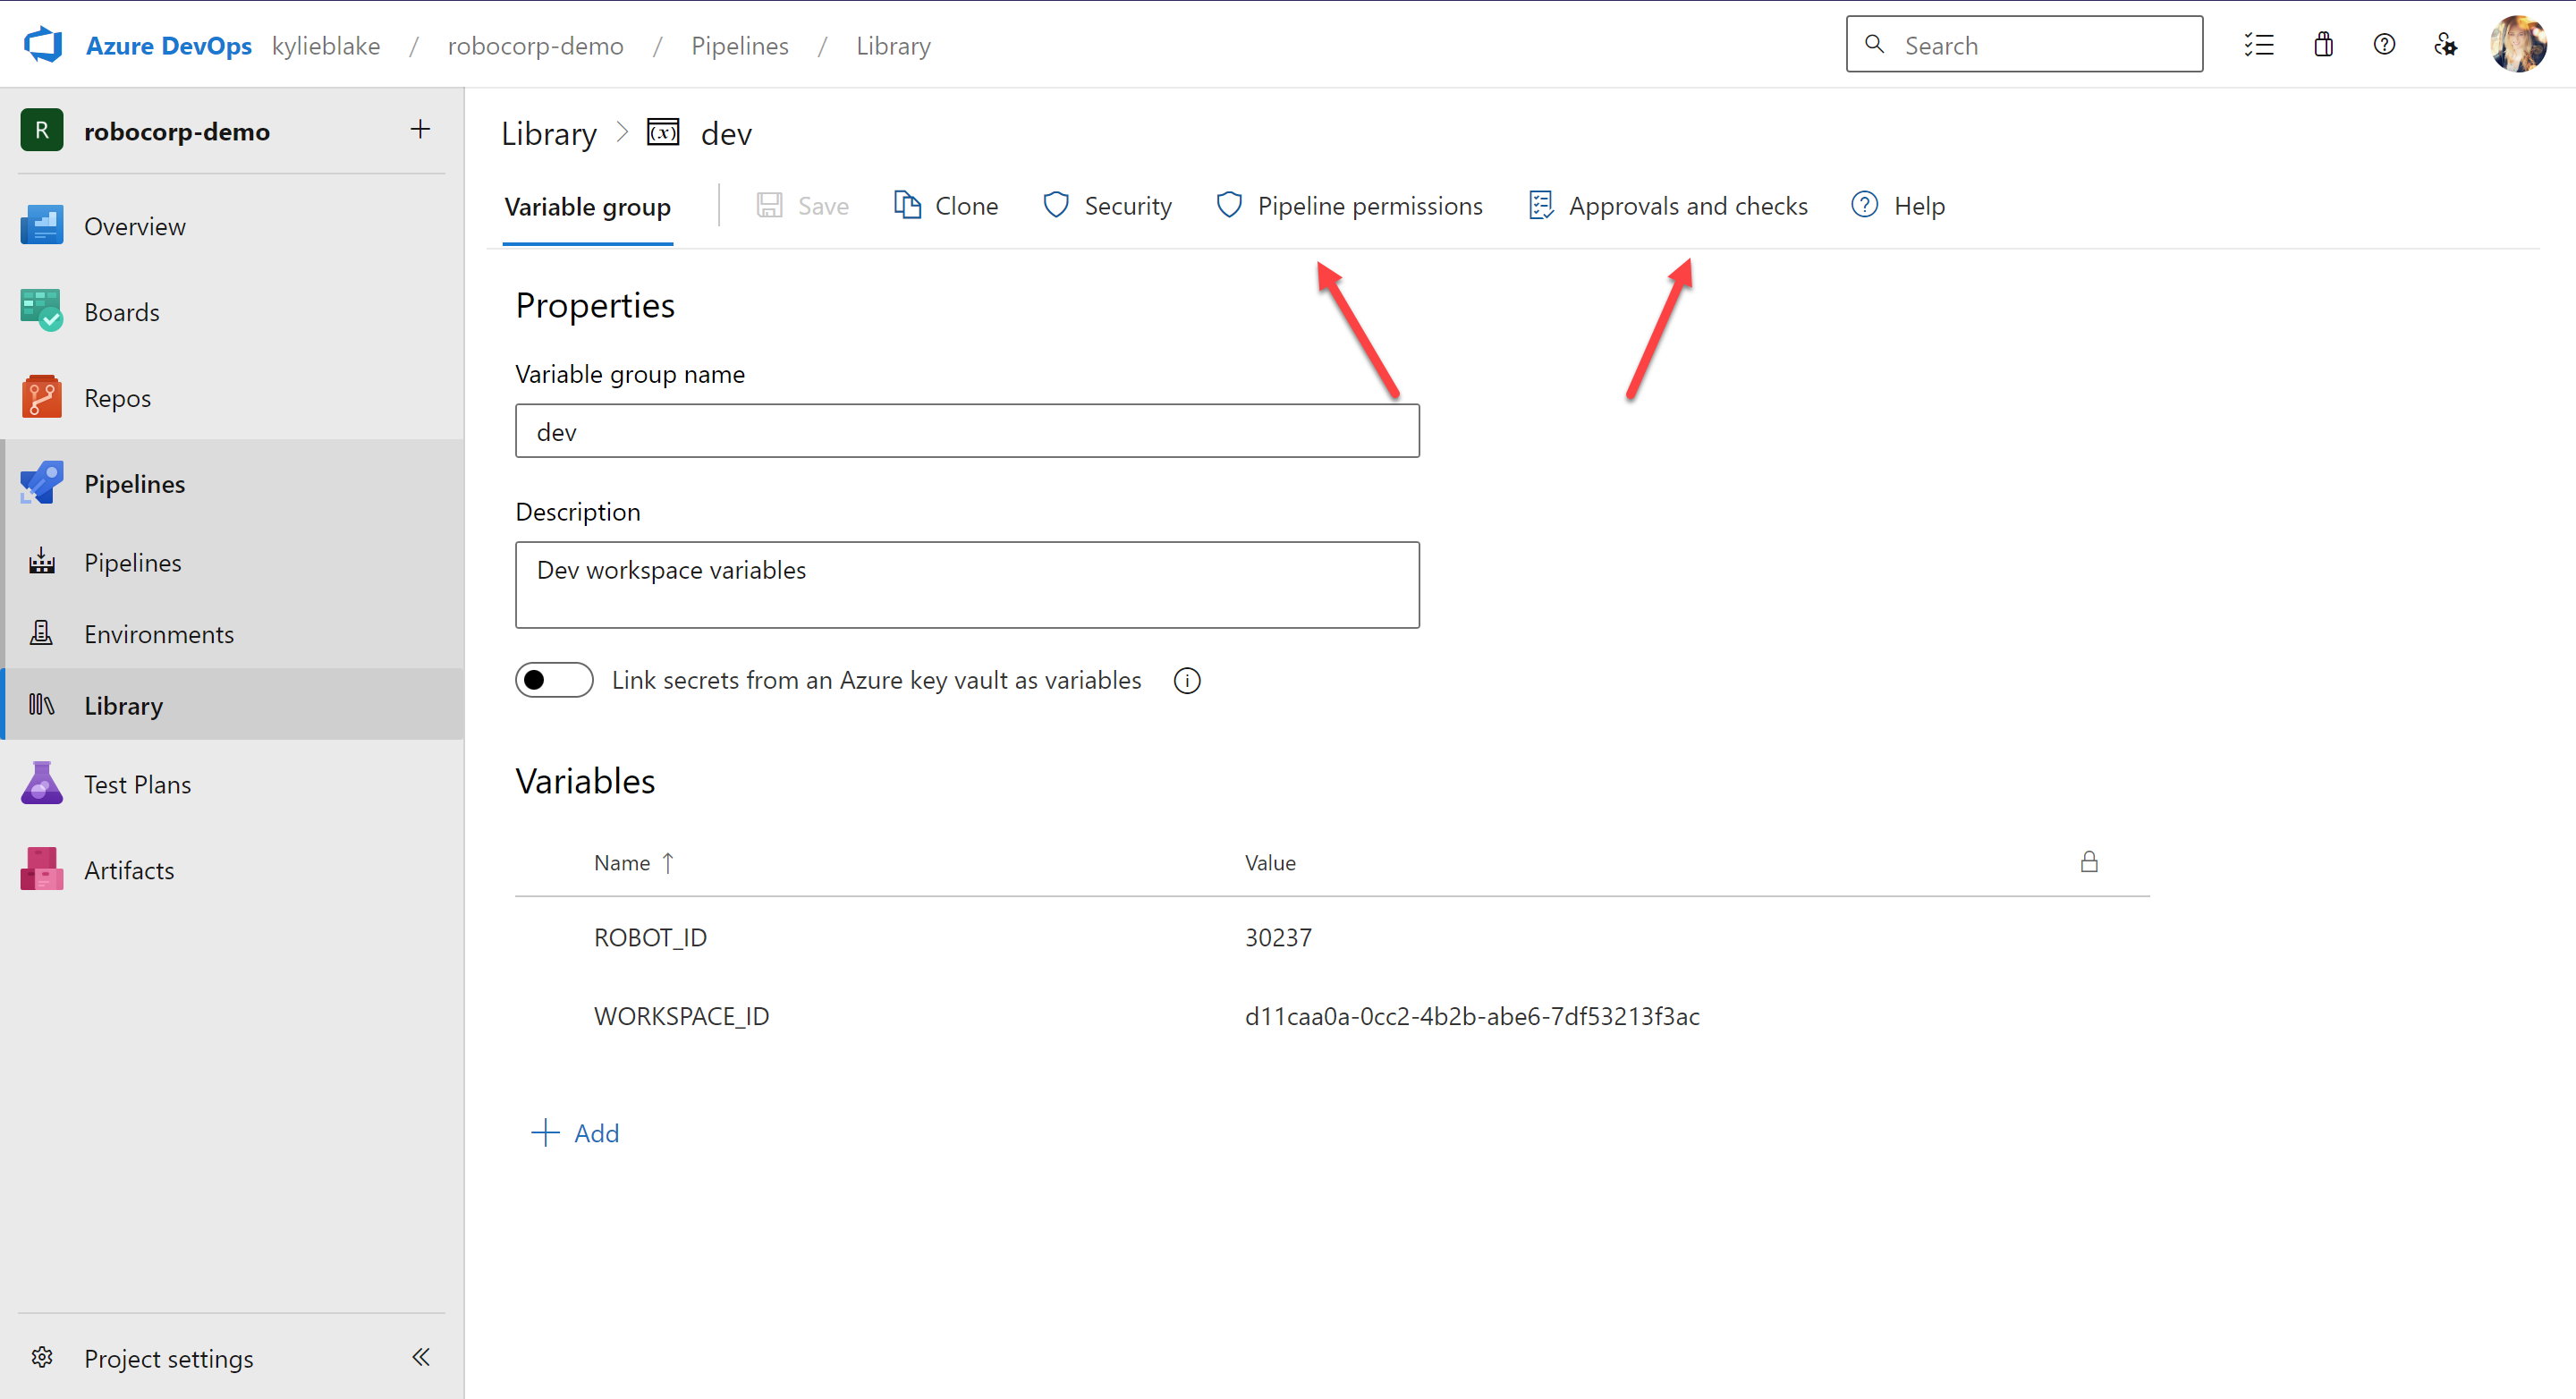 Azure DevOps kylieblake / robocorp-demo / Pipelines / Library Search
R robocorp-demo
Overview
Boards
Repos
Pipelines
Pipelines
Environments
Library
Test Plans
Artifacts
Project settings
Library > (x) dev
Variable group Save Clone Security Pipeline permissions Approvals and checks Help
Properties
Variable group name
dev
Description
Dev workspace variables
Link secrets from an Azure key vault as variables
Variables
Name ↑ Value
ROBOT_ID 30237
WORKSPACE_ID d11caa0a-0cc2-4b2b-abe6-7df53213f3ac
+ Add